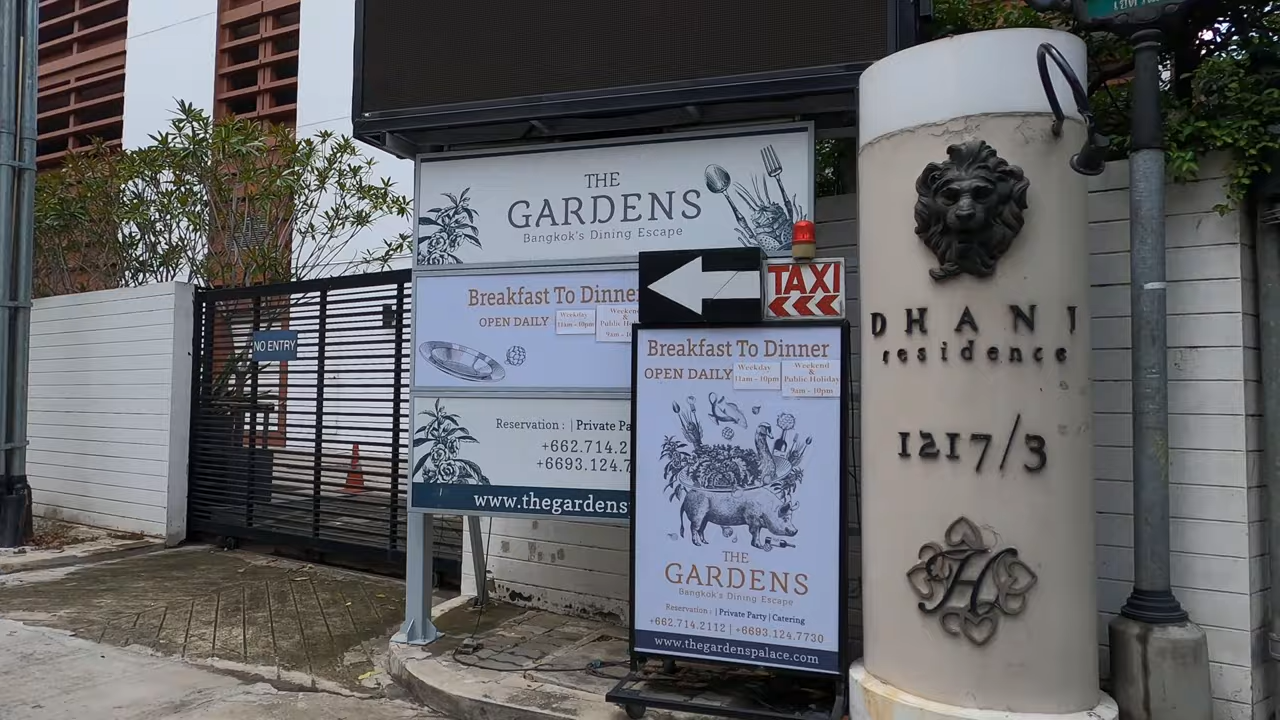 THE
GARDENS
Bangkok's Dining Escape
Breakfast To Dinner
OPEN DAILY
Weekday
11am - 10pm
&
Public
9am - 10
Reservation : | Private
+662.714.2
+6693.124.7
www.thegardens
NO ENTRY
TAXI
Breakfast To Dinner
OPEN DAILY
Weekday
11am - 10pm
Weekend
&
Public Holiday
9am - 10pm
THE
GARDENS
Bangkok's Dining Escape
Reservation : | Private Party | Catering
+662.714.2112 | +6693.124.7730
www.thegardenspalace.com
DHANI
residence
1217/3
H